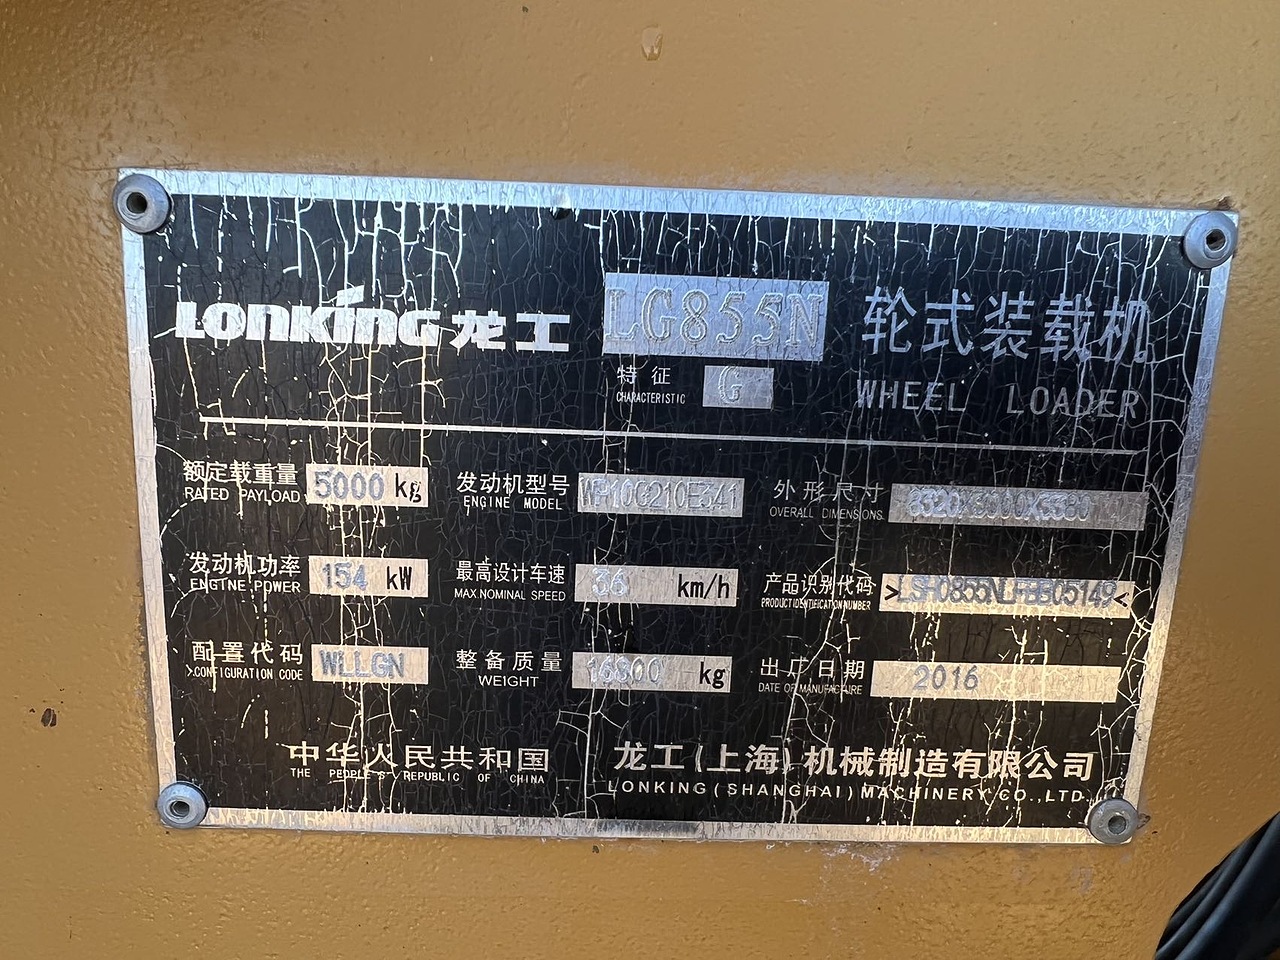 LONKING 龙工 LG855N 轮式装载机
特征 G
CHARACTERISTIC
WHEEL LOADER
额定载重量 5000 kg 发动机型号 WP10G210E341 外形尺寸
RATED PAYLOAD ENGINE MODEL OVERALL DIMENSIONS
发动机功率 154 kW 最高设计车速 36 km/h 产品识别代码
ENGINE POWER MAX.NOMINAL SPEED PRODUCT IDENTIFICATION NUMBER
配置代码 WLLGN 整备质量 16800 kg 出厂日期 2016
CONFIGURATION CODE WEIGHT DATE OF MANUFACTURE
中华人民共和国 龙工(上海)机械制造有限公司
THE PEOPLE'S REPUBLIC OF CHINA LONKING(SHANGHAI)MACHINERY CO.,LTD.